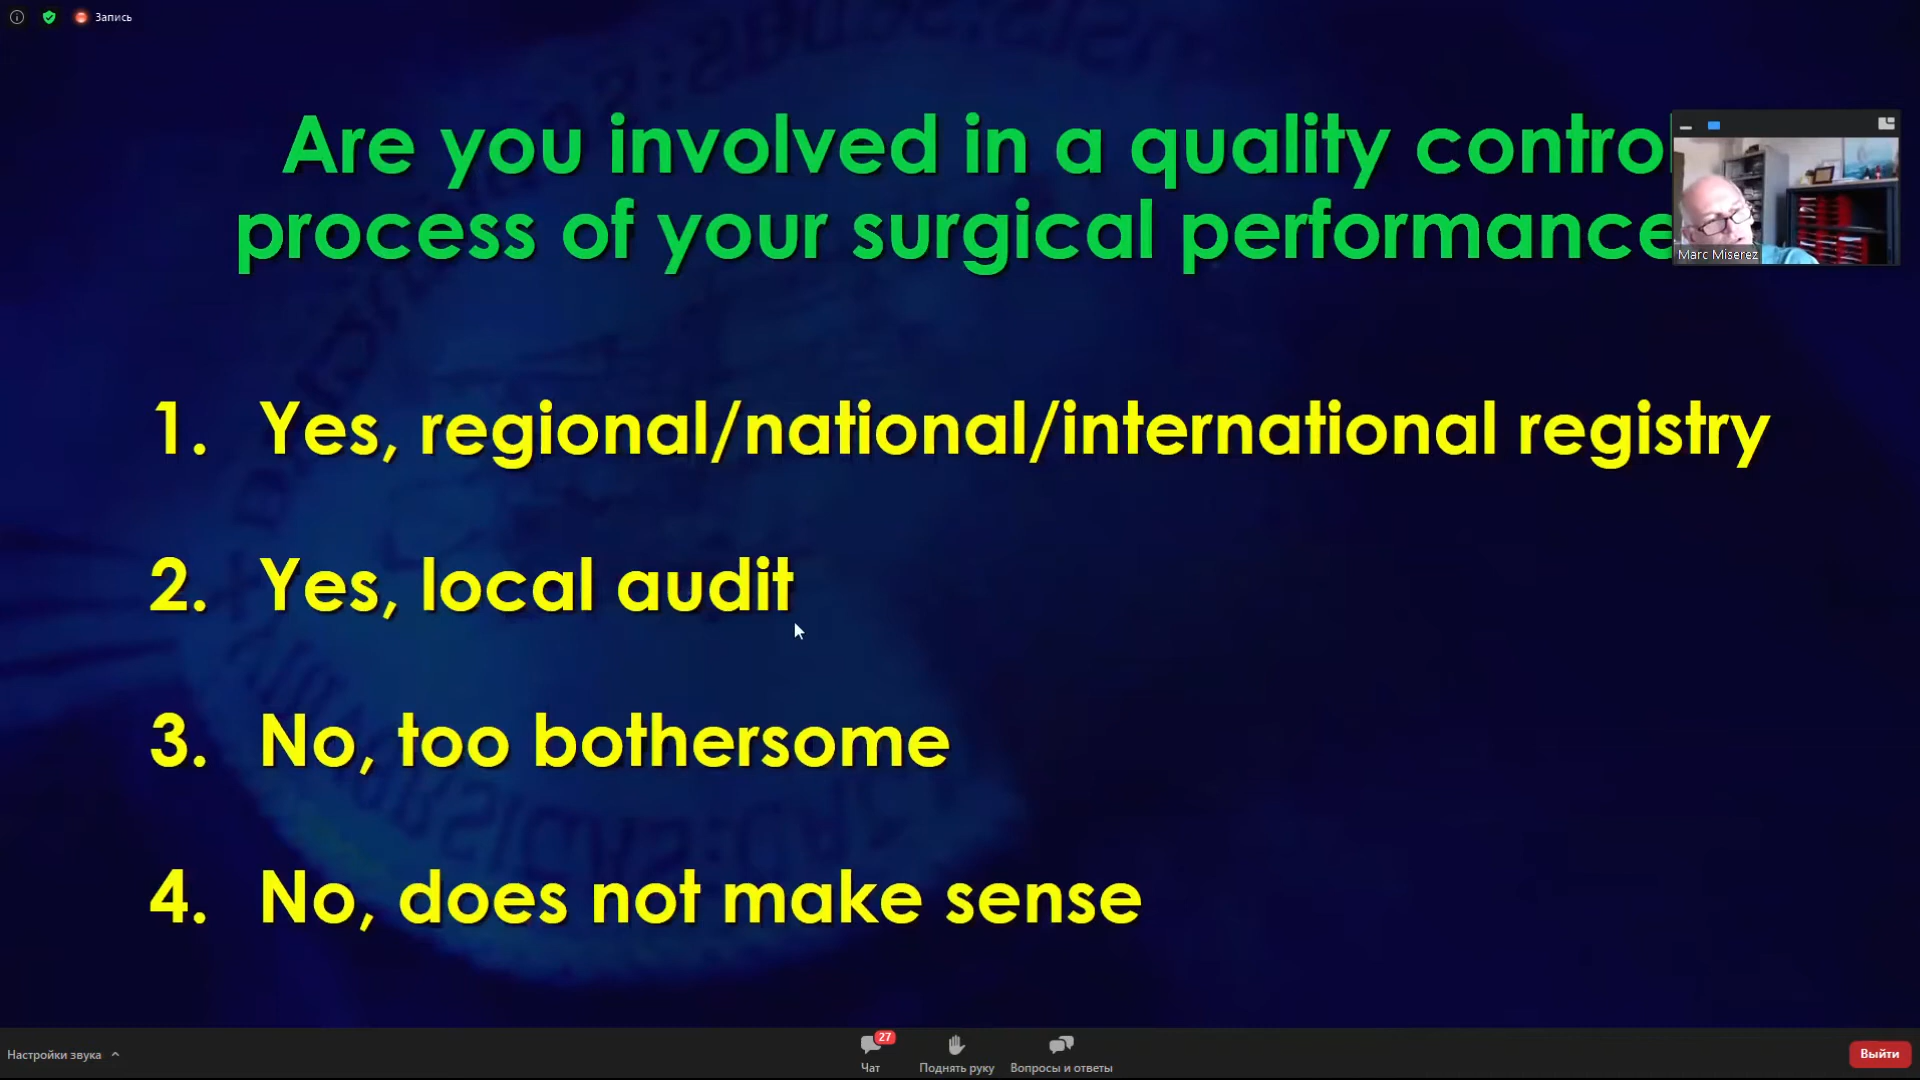 Запись
Are you involved in a quality contro
process of your surgical performance
Marc Miserez
1. Yes, regional/national/international registry
2. Yes, local audit
3. No, too bothersome
4. No, does not make sense
27
Настройки звука
Чат
Поднять руку
Вопросы и ответы
Выйти